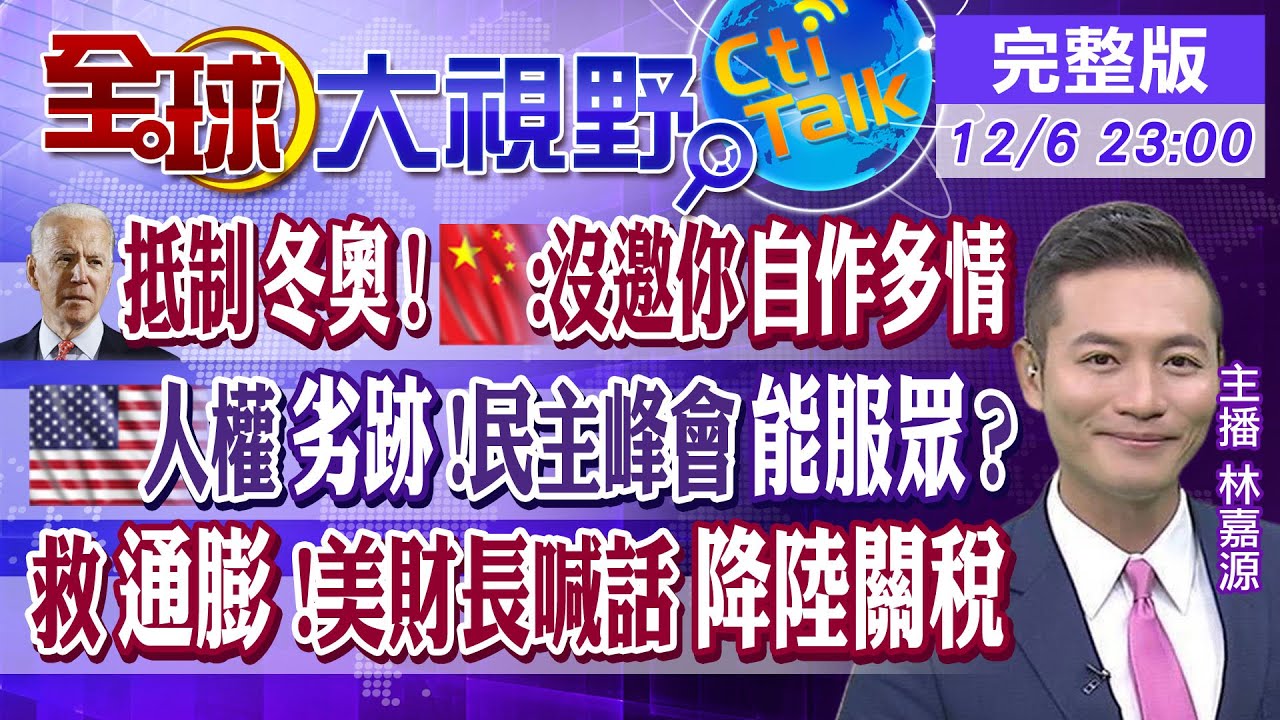 全球大視野
Cti
Talk
完整版
12/6 23:00
抵制 冬奧! :沒邀你 自作多情
人權 劣跡!民主峰會 能服眾?
救 通膨!美財長喊話 降陸關稅
主播 林嘉源